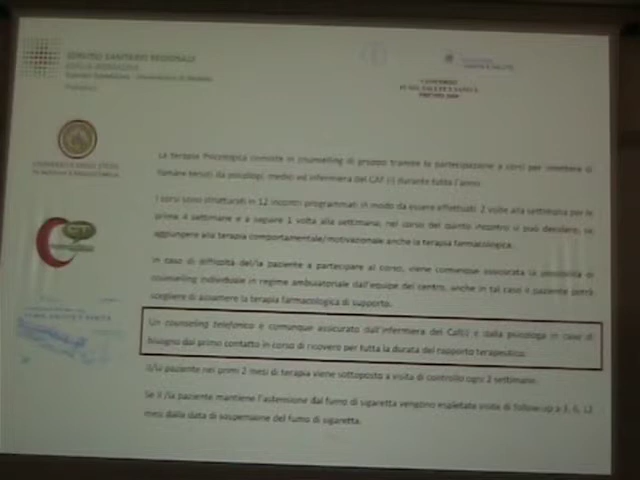 SERVIZIO SANITARIO REGIONALE
EMILIA-ROMAGNA
La terapia Psicologica consiste in counselling di gruppo tramite la partecipazione a corsi per smettere di
fumare tenuti da psicologi, medici ed infermiera del CAF (i) durante tutto l'anno.
I corsi sono strutturati in 12 incontri programmati in modo da essere effettuati: 2 volte alla settimana per le
prime 4 settimane e a seguire 1 volta alla settimana; nel corso del quinto incontro si può decidere, se
aggiungere alla terapia comportamentale/motivazionale anche la terapia farmacologica.
In caso di difficoltà del/la paziente a partecipare al corso, viene comunque assicurata la possibilità di
counselling individuale in regime ambulatoriale dall'equipe del centro, anche in tal caso il paziente potrà
scegliere di assumere la terapia farmacologica di supporto.
Un counseling telefonico è comunque assicurato dall'infermiera del Caf(i) e dalla psicologa in caso di
bisogno dal primo contatto in corso di ricovero per tutta la durata del rapporto terapeutico.
Il/la paziente nei primi 2 mesi di terapia viene sottoposto a visita di controllo ogni 2 settimane.
Se il /la paziente mantiene l'astensione dal fumo di sigaretta vengono espletate visite di follow up a 3, 6, 12
mesi dalla data di sospensione del fumo di sigaretta.